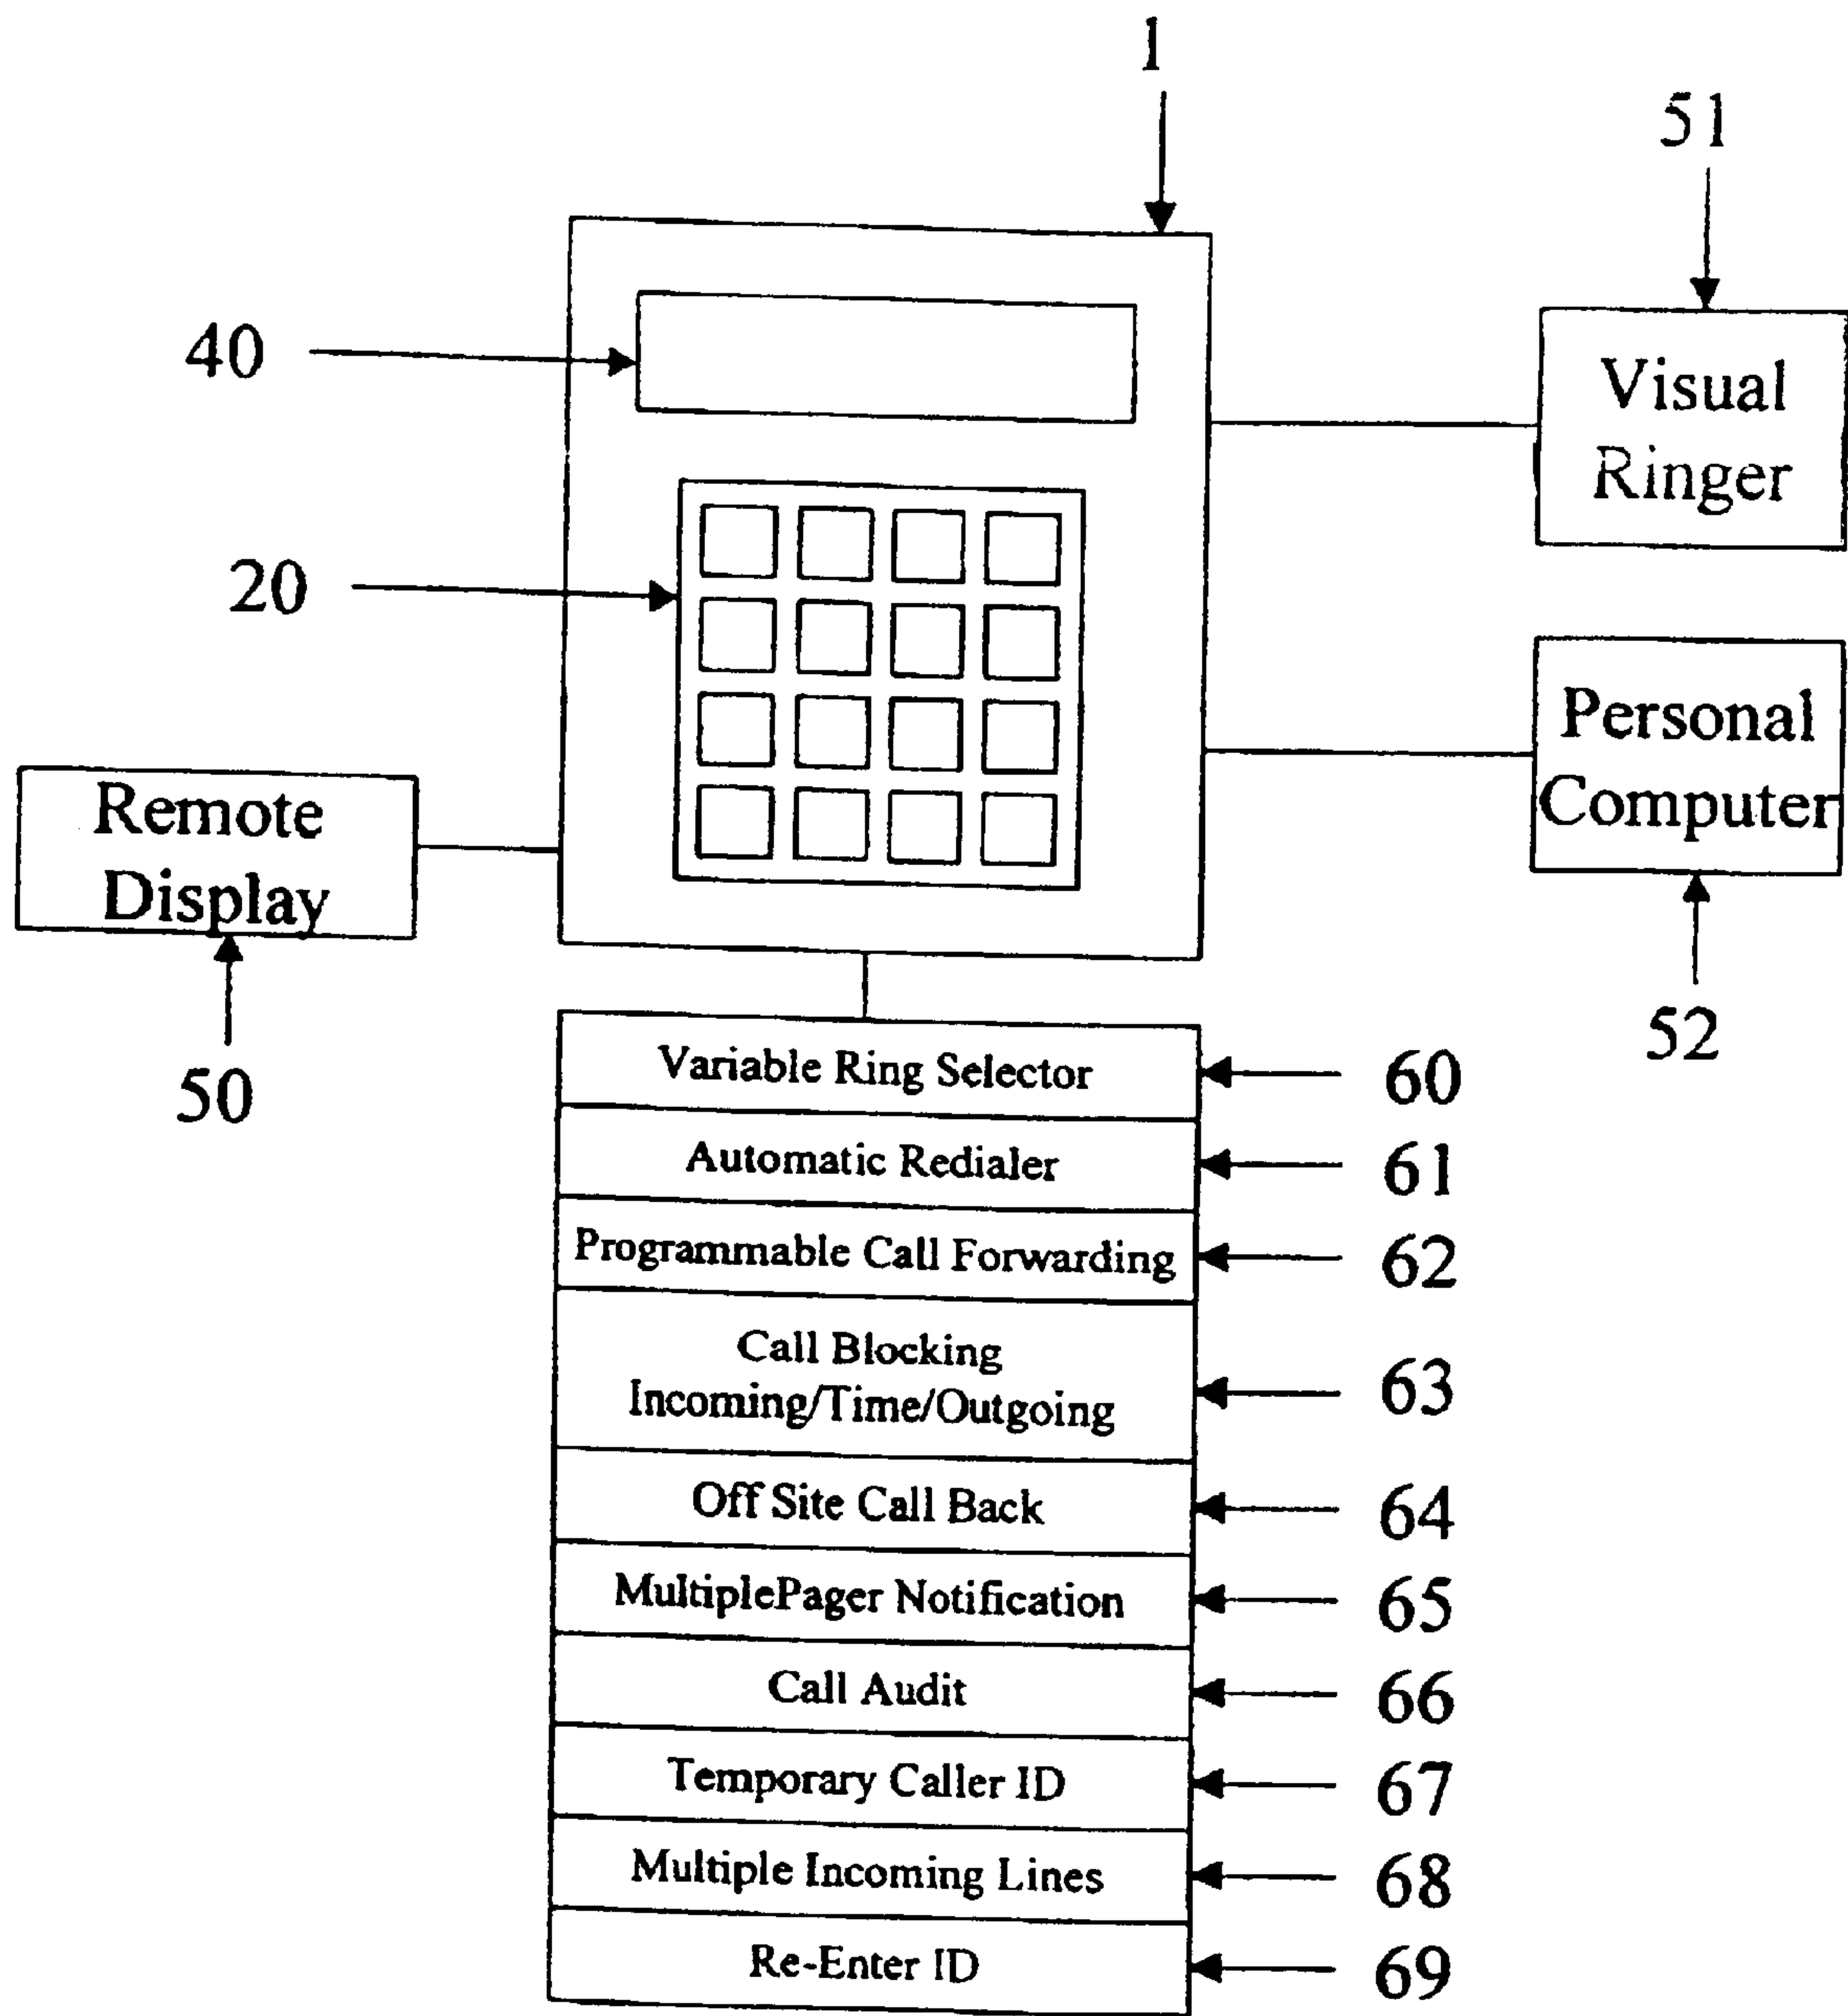 1
51
40
Visual
Ringer
20
Personal
Computer
Remote
Display
52
50
Variable Ring Selector
60
Automatic Redialer
61
Programmable Call Forwarding
62
Call Blocking
Incoming/Time/Outgoing
63
Off Site Call Back
64
MultiplePager Notification
65
Call Audit
66
Temporary Caller ID
67
Multiple Incoming Lines
68
Re-Enter ID
69